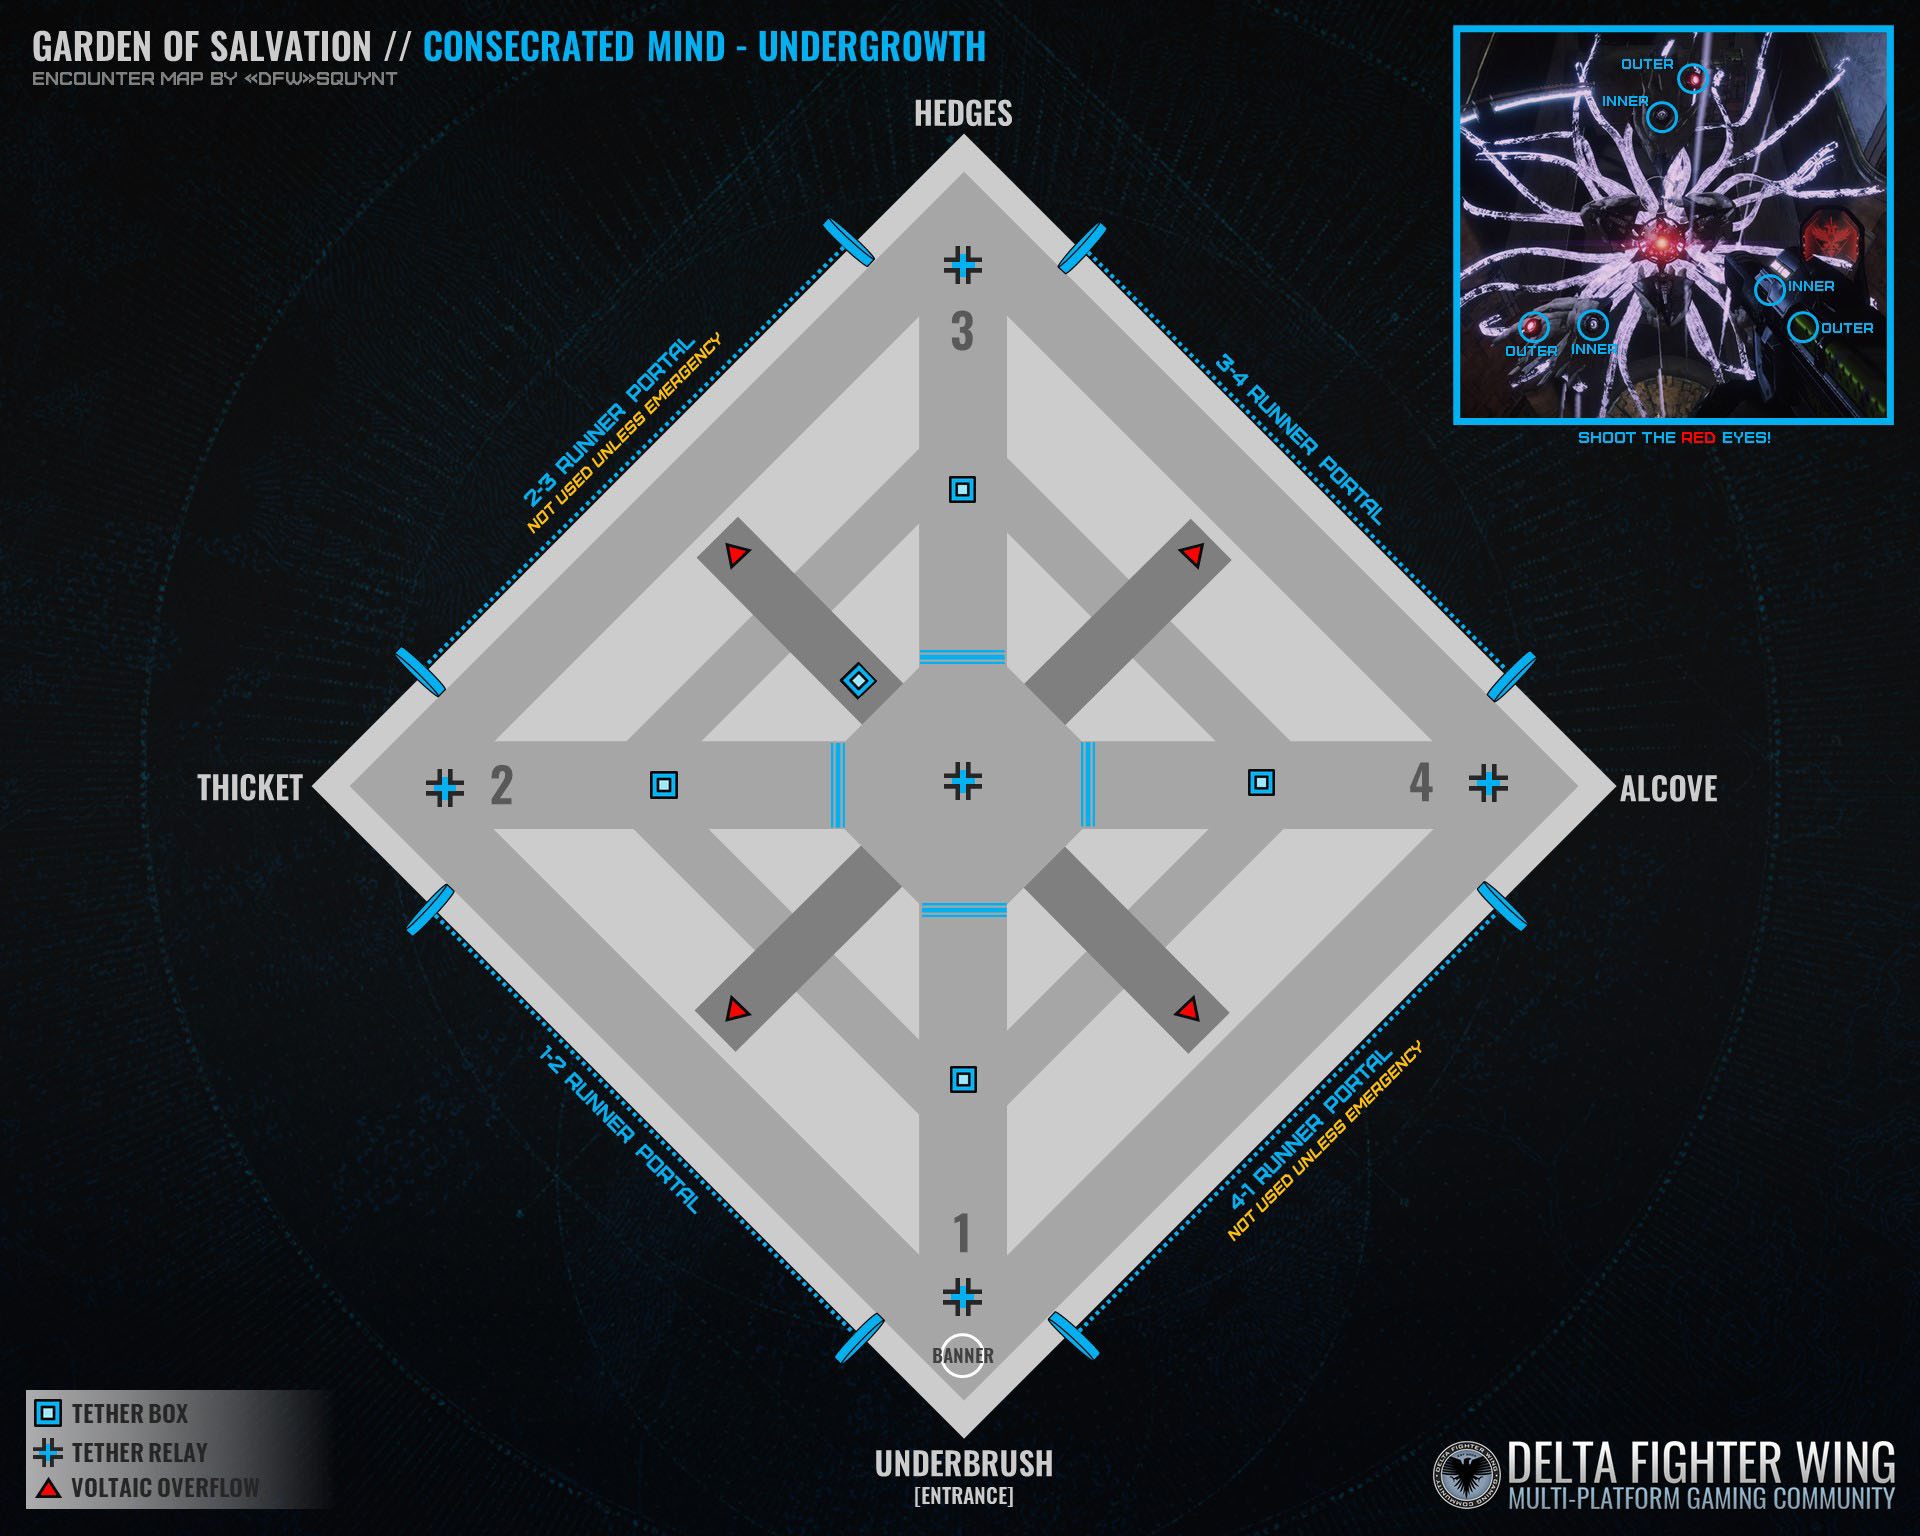 GARDEN OF SALVATION // CONSECRATED MIND - UNDERGROWTH
ENCOUNTER MAP BY «DFW»SQUYNT
OUTER
INNER
INNER
OUTER
OUTER
INNER
SHOOT THE RED EYES!
HEDGES
3
2-3 RUNNER PORTAL
NOT USED UNLESS EMERGENCY
3-4 RUNNER PORTAL
THICKET
2
4
ALCOVE
1-2 RUNNER PORTAL
4-1 RUNNER PORTAL
NOT USED UNLESS EMERGENCY
1
BANNER
UNDERBRUSH
[ENTRANCE]
TETHER BOX
TETHER RELAY
VOLTAIC OVERFLOW
DELTA FIGHTER WING
MULTI-PLATFORM GAMING COMMUNITY